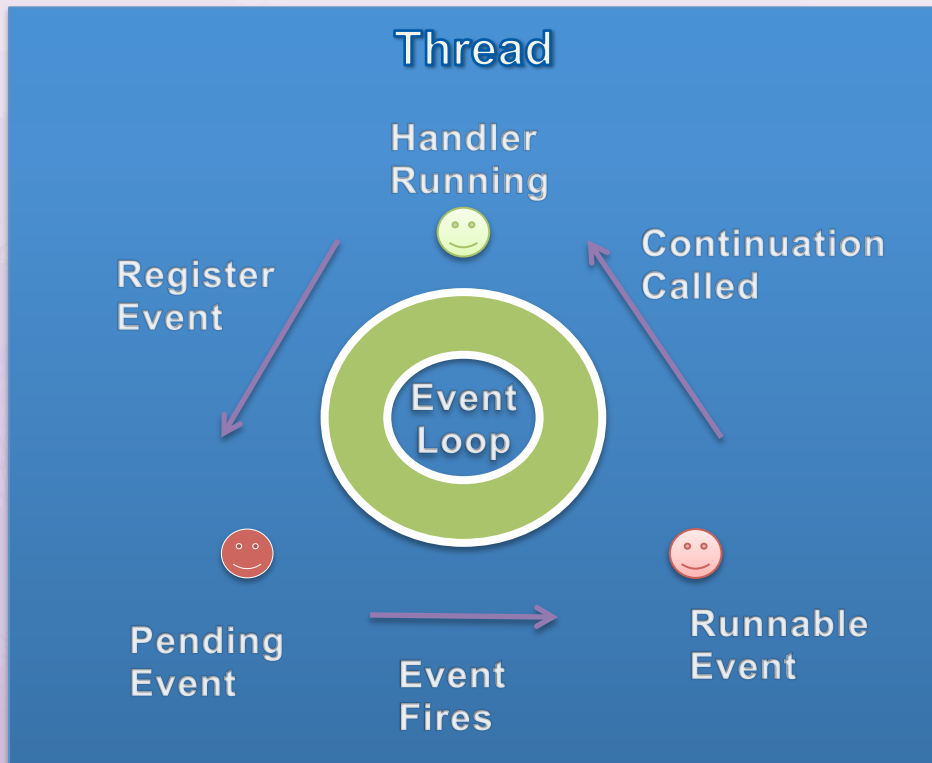 Thread
Handler
Running
Continuation
Called
Register
Event
Event
Loop
Pending
Event
Event
Fires
Runnable
Event